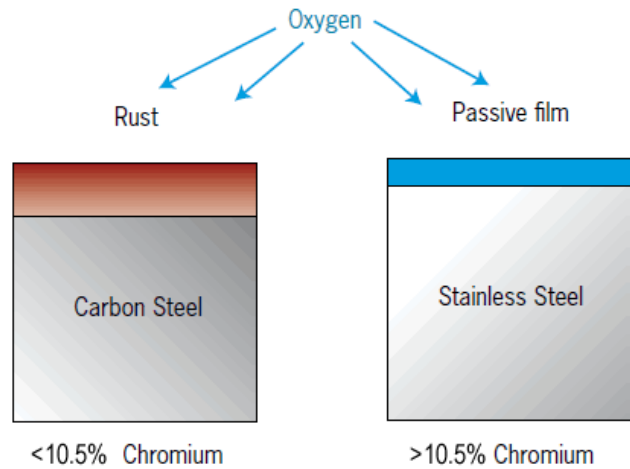 Oxygen
Rust
Passive film
Carbon Steel
Stainless Steel
<10.5% Chromium
>10.5% Chromium